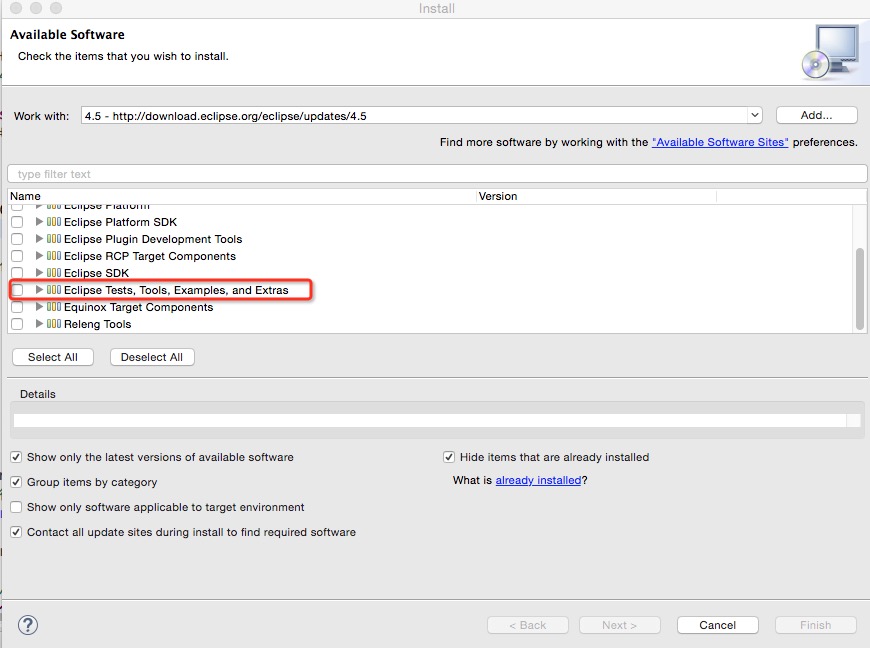 Install
Available Software
Check the items that you wish to install.
Work with: 4.5 - http://download.eclipse.org/eclipse/updates/4.5 Add...
Find more software by working with the "Available Software Sites" preferences.
type filter text
Name Version
Eclipse Platform
Eclipse Platform SDK
Eclipse Plugin Development Tools
Eclipse RCP Target Components
Eclipse SDK
Eclipse Tests, Tools, Examples, and Extras
Equinox Target Components
Releng Tools
Select All Deselect All
Details
Show only the latest versions of available software Hide items that are already installed
Group items by category What is already installed?
Show only software applicable to target environment
Contact all update sites during install to find required software
? < Back Next > Cancel Finish